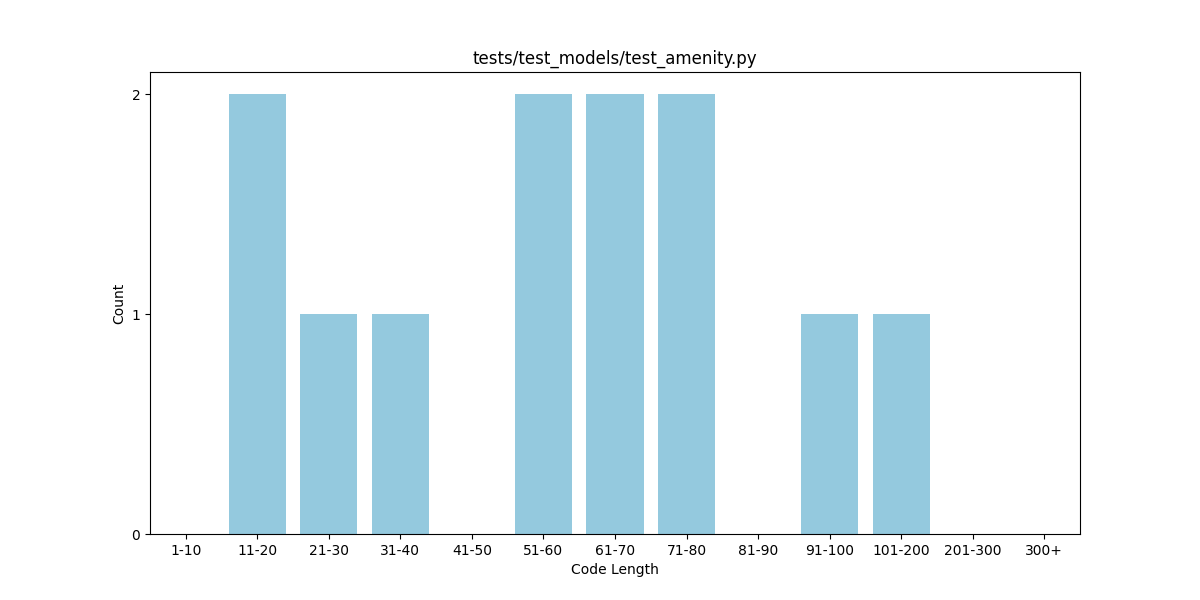 tests/test_models/test_amenity.py
2
1
0
Count
1-10 11-20 21-30 31-40 41-50 51-60 61-70 71-80 81-90 91-100 101-200 201-300 300+
Code Length